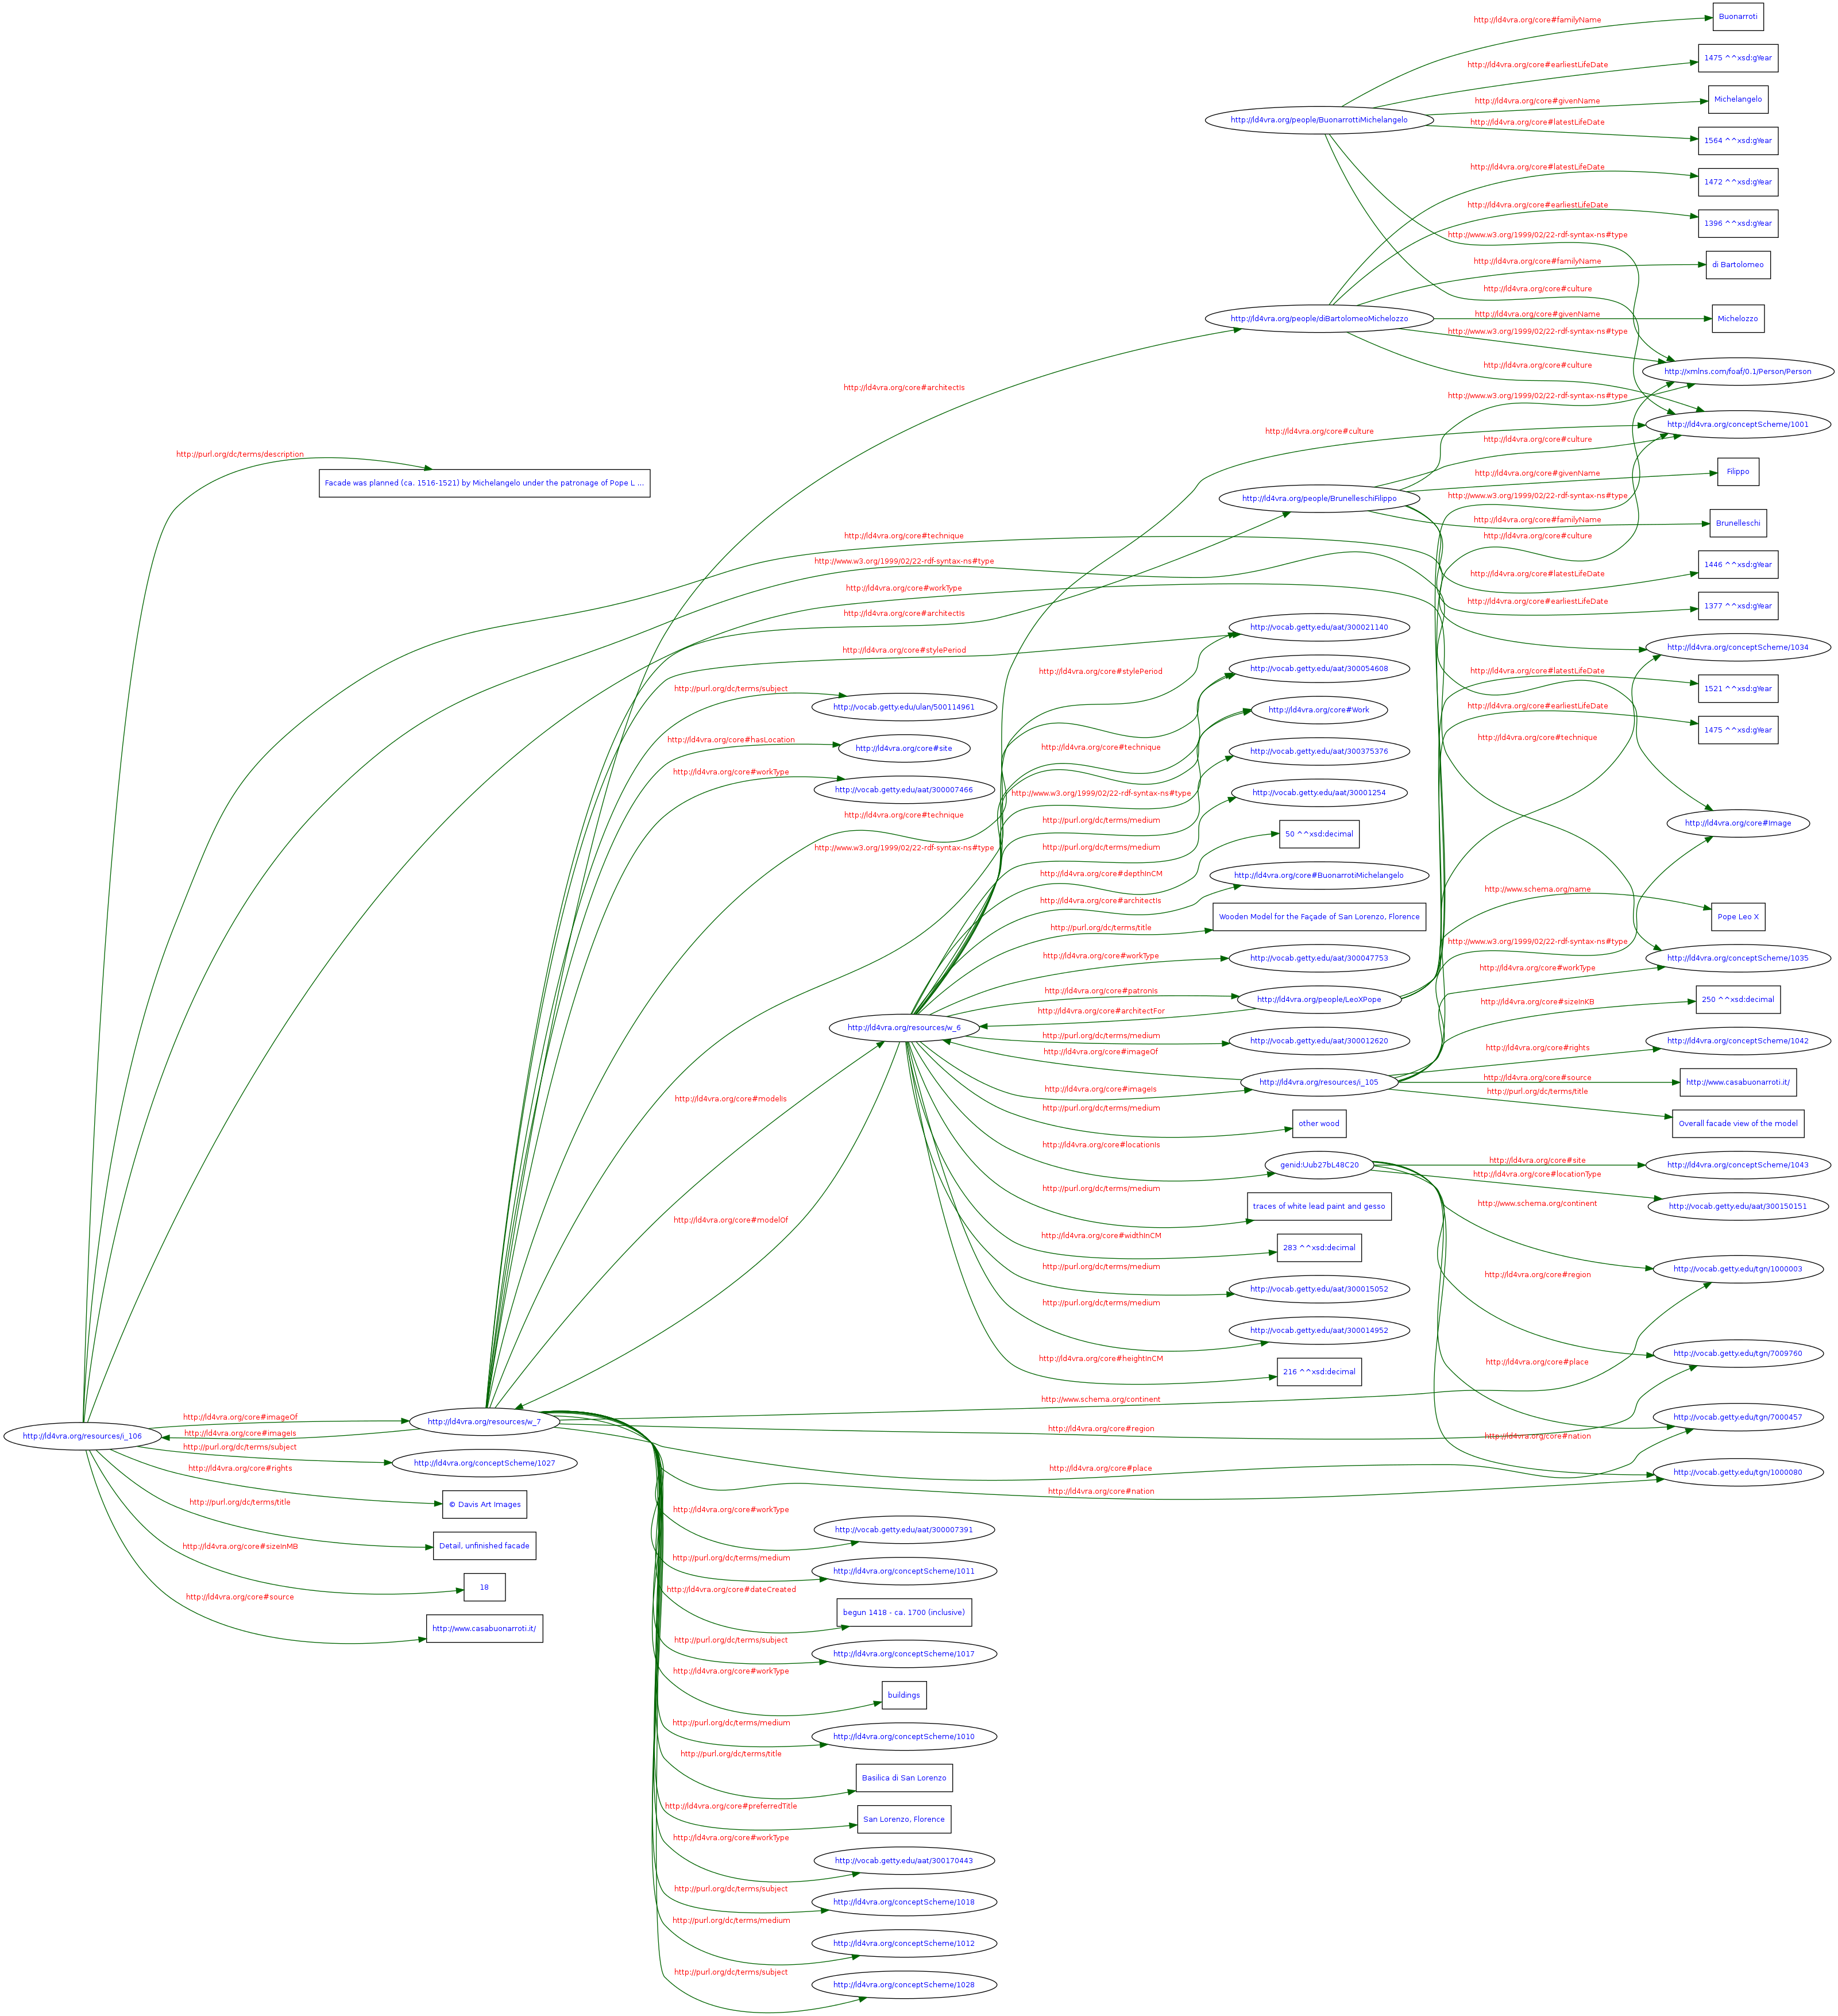 Buonarroti
http://ld4vra.org/core#familyName
1475 ^^xsd:gYear
http://ld4vra.org/core#earliestLifeDate
http://ld4vra.org/core#givenName
Michelangelo
http://ld4vra.org/people/BuonarrottiMichelangelo
http://ld4vra.org/core#latestLifeDate
1564 ^^xsd:gYear
http://ld4vra.org/core#latestLifeDate
1472 ^^xsd:gYear
http://ld4vra.org/core#earliestLifeDate
1396 ^^xsd:gYear
http://www.w3.org/1999/02/22-rdf-syntax-ns#type
http://ld4vra.org/core#familyName
di Bartolomeo
http://ld4vra.org/core#culture
http://ld4vra.org/people/diBartolomeoMichelozzo
http://ld4vra.org/core#givenName
Michelozzo
http://www.w3.org/1999/02/22-rdf-syntax-ns#type
http://ld4vra.org/core#culture
http://xmlns.com/foaf/0.1/Person/Person
http://ld4vra.org/core#architectIs
http://www.w3.org/1999/02/22-rdf-syntax-ns#type
http://ld4vra.org/conceptScheme/1001
http://ld4vra.org/core#culture
http://ld4vra.org/core#culture
http://purl.org/dc/terms/description
Facade was planned (ca. 1516-1521) by Michelangelo under the patronage of Pope L ...
http://ld4vra.org/core#givenName
Filippo
http://ld4vra.org/people/BrunelleschiFilippo
http://www.w3.org/1999/02/22-rdf-syntax-ns#type
http://ld4vra.org/core#familyName
Brunelleschi
http://ld4vra.org/core#technique
http://ld4vra.org/core#culture
http://www.w3.org/1999/02/22-rdf-syntax-ns#type
1446 ^^xsd:gYear
http://ld4vra.org/core#latestLifeDate
http://ld4vra.org/core#workType
http://ld4vra.org/core#earliestLifeDate
1377 ^^xsd:gYear
http://ld4vra.org/core#architectIs
http://vocab.getty.edu/aat/300021140
http://ld4vra.org/core#stylePeriod
http://ld4vra.org/conceptScheme/1034
http://ld4vra.org/core#stylePeriod
http://vocab.getty.edu/aat/300054608
http://ld4vra.org/core#latestLifeDate
http://purl.org/dc/terms/subject
1521 ^^xsd:gYear
http://vocab.getty.edu/ulan/500114961
http://ld4vra.org/core#Work
http://ld4vra.org/core#earliestLifeDate
1475 ^^xsd:gYear
http://ld4vra.org/core#hasLocation
http://ld4vra.org/core#site
http://ld4vra.org/core#technique
http://vocab.getty.edu/aat/300375376
http://ld4vra.org/core#technique
http://ld4vra.org/core#workType
http://vocab.getty.edu/aat/300007466
http://www.w3.org/1999/02/22-rdf-syntax-ns#type
http://vocab.getty.edu/aat/30001254
http://ld4vra.org/core#technique
http://purl.org/dc/terms/medium
http://ld4vra.org/core#Image
50 ^^xsd:decimal
http://www.w3.org/1999/02/22-rdf-syntax-ns#type
http://purl.org/dc/terms/medium
http://ld4vra.org/core#depthInCM
http://ld4vra.org/core#BuonarrotiMichelangelo
http://www.schema.org/name
http://ld4vra.org/core#architectIs
Wooden Model for the Façade of San Lorenzo, Florence
Pope Leo X
http://purl.org/dc/terms/title
http://www.w3.org/1999/02/22-rdf-syntax-ns#type
http://ld4vra.org/core#workType
http://vocab.getty.edu/aat/300047753
http://ld4vra.org/conceptScheme/1035
http://ld4vra.org/core#workType
http://ld4vra.org/core#patronIs
http://ld4vra.org/people/LeoXPope
http://ld4vra.org/core#sizeInKB
250 ^^xsd:decimal
http://ld4vra.org/core#architectFor
http://ld4vra.org/resources/w_6
http://purl.org/dc/terms/medium
http://vocab.getty.edu/aat/300012620
http://ld4vra.org/core#rights
http://ld4vra.org/conceptScheme/1042
http://ld4vra.org/core#imageOf
http://ld4vra.org/resources/i_105
http://ld4vra.org/core#source
http://www.casabuonarroti.it/
http://ld4vra.org/core#imageIs
http://purl.org/dc/terms/title
http://ld4vra.org/core#modelIs
http://purl.org/dc/terms/medium
other wood
Overall facade view of the model
http://ld4vra.org/core#locationIs
genid:Uub27bL48C20
http://ld4vra.org/core#site
http://ld4vra.org/conceptScheme/1043
http://ld4vra.org/core#locationType
http://purl.org/dc/terms/medium
traces of white lead paint and gesso
http://www.schema.org/continent
http://vocab.getty.edu/aat/300150151
http://ld4vra.org/core#modelOf
http://ld4vra.org/core#widthInCM
283 ^^xsd:decimal
http://purl.org/dc/terms/medium
http://ld4vra.org/core#region
http://vocab.getty.edu/tgn/1000003
http://vocab.getty.edu/aat/300015052
http://purl.org/dc/terms/medium
http://vocab.getty.edu/aat/300014952
http://vocab.getty.edu/tgn/7009760
http://ld4vra.org/core#heightInCM
216 ^^xsd:decimal
http://ld4vra.org/core#place
http://www.schema.org/continent
http://ld4vra.org/core#imageOf
http://ld4vra.org/resources/w_7
http://vocab.getty.edu/tgn/7000457
http://ld4vra.org/core#region
http://ld4vra.org/resources/i_106
http://ld4vra.org/core#imageIs
http://ld4vra.org/core#nation
http://purl.org/dc/terms/subject
http://ld4vra.org/conceptScheme/1027
http://ld4vra.org/core#rights
http://ld4vra.org/core#place
http://vocab.getty.edu/tgn/1000080
http://ld4vra.org/core#nation
http://purl.org/dc/terms/title
© Davis Art Images
http://ld4vra.org/core#workType
http://vocab.getty.edu/aat/300007391
http://ld4vra.org/core#sizeInMB
Detail, unfinished facade
http://purl.org/dc/terms/medium
http://ld4vra.org/conceptScheme/1011
18
http://ld4vra.org/core#source
http://ld4vra.org/core#dateCreated
begun 1418 - ca. 1700 (inclusive)
http://www.casabuonarroti.it/
http://purl.org/dc/terms/subject
http://ld4vra.org/conceptScheme/1017
http://ld4vra.org/core#workType
buildings
http://purl.org/dc/terms/medium
http://ld4vra.org/conceptScheme/1010
http://purl.org/dc/terms/title
Basilica di San Lorenzo
http://ld4vra.org/core#preferredTitle
San Lorenzo, Florence
http://ld4vra.org/core#workType
http://vocab.getty.edu/aat/300170443
http://purl.org/dc/terms/subject
http://ld4vra.org/conceptScheme/1018
http://purl.org/dc/terms/medium
http://ld4vra.org/conceptScheme/1012
http://purl.org/dc/terms/subject
http://ld4vra.org/conceptScheme/1028